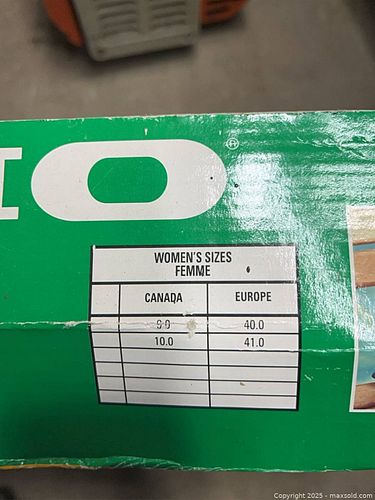 IO®
WOMEN'S SIZES
FEMME
CANADA EUROPE
9.0 40.0
10.0 41.0
Copyright 2025 - maxsold.com